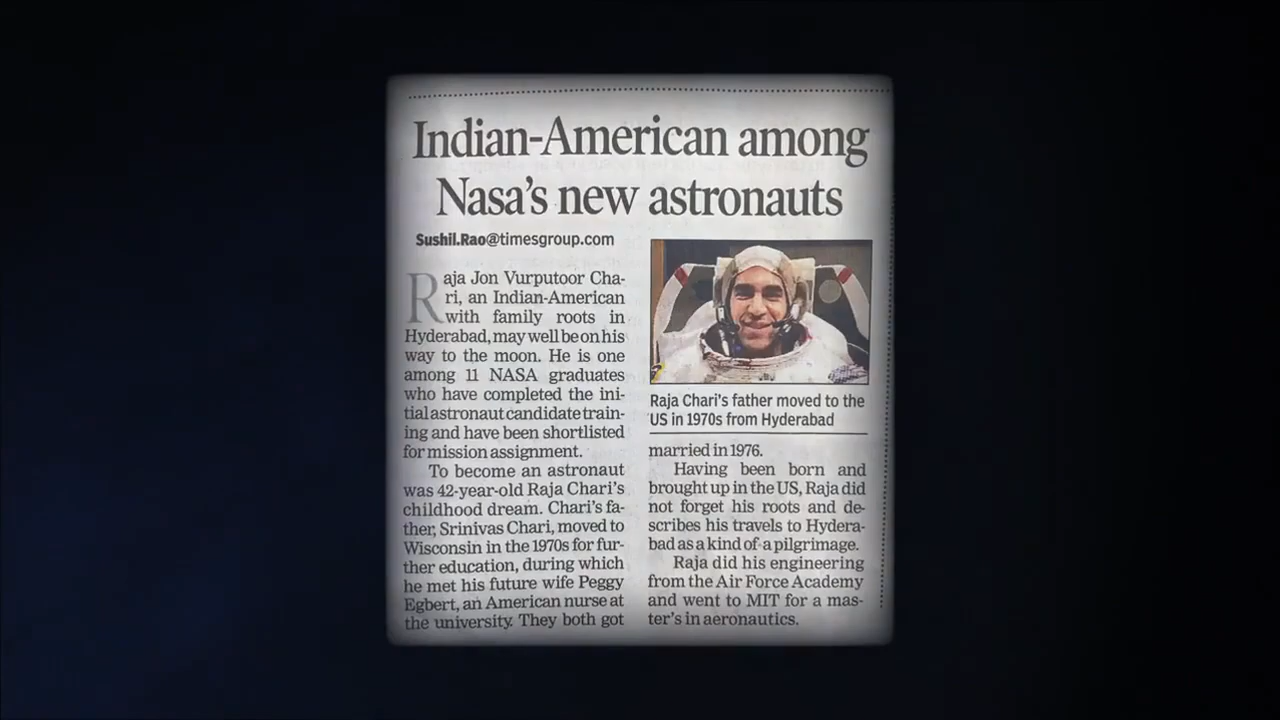 Indian-American among
Nasa's new astronauts
Sushil.Rao@timesgroup.com
Raja Jon Vurputoor Cha-
ri, an Indian-American
with family roots in
Hyderabad, may well be on his
way to the moon. He is one
among 11 NASA graduates
who have completed the ini-
tial astronaut candidate train-
ing and have been shortlisted
for mission assignment.
To become an astronaut
was 42-year-old Raja Chari's
childhood dream. Chari's fa-
ther, Srinivas Chari, moved to
Wisconsin in the 1970s for fur-
ther education, during which
he met his future wife Peggy
Egbert, an American nurse at
the university. They both got
Raja Chari's father moved to the
US in 1970s from Hyderabad
married in 1976.
Having been born and
brought up in the US, Raja did
not forget his roots and de-
scribes his travels to Hydera-
bad as a kind of a pilgrimage.
Raja did his engineering
from the Air Force Academy
and went to MIT for a mas-
ter's in aeronautics.